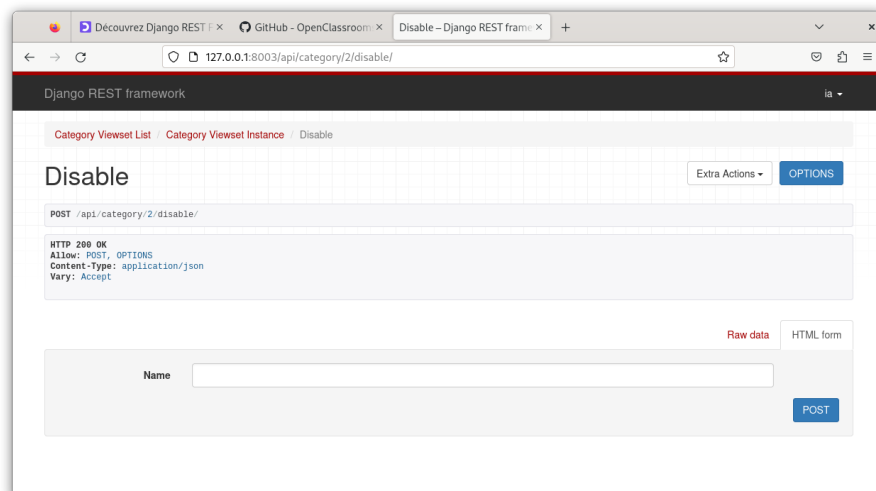 Découvrez Django REST F
GitHub - OpenClassroom
Disable – Django REST frame
127.0.0.1:8003/api/category/2/disable/
Django REST framework
ia
Category Viewset List / Category Viewset Instance / Disable
Disable
Extra Actions
OPTIONS
POST /api/category/2/disable/
HTTP 200 OK
Allow: POST, OPTIONS
Content-Type: application/json
Vary: Accept
Raw data
HTML form
Name
POST